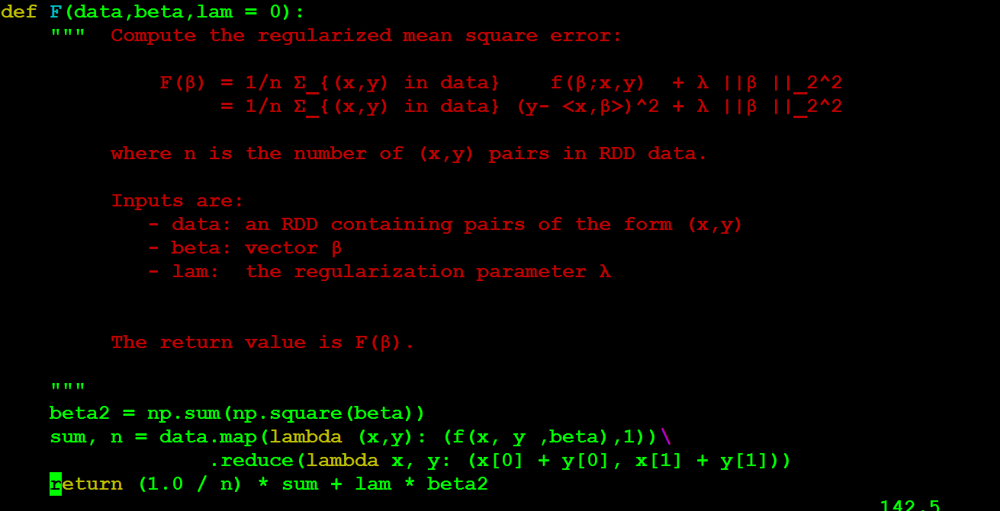 def F(data,beta,lam = 0):
    """  Compute the regularized mean square error:
             F(β) = 1/n Σ_{(x,y) in data}    f(β;x,y)  + λ ||β ||_2^2
                  = 1/n Σ_{(x,y) in data} (y- <x,β>)^2 + λ ||β ||_2^2
         where n is the number of (x,y) pairs in RDD data.
         Inputs are:
            - data: an RDD containing pairs of the form (x,y)
            - beta: vector β
            - lam:  the regularization parameter λ
         The return value is F(β).
    """
    beta2 = np.sum(np.square(beta))
    sum, n = data.map(lambda (x,y): (f(x, y ,beta),1))\
                 .reduce(lambda x, y: (x[0] + y[0], x[1] + y[1]))
    return (1.0 / n) * sum + lam * beta2
142,5